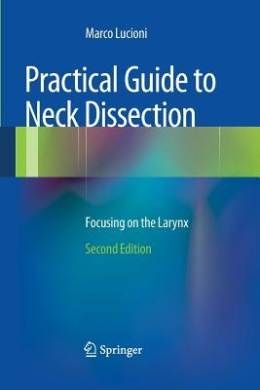 Marco Lucioni
Practical Guide to
Neck Dissection
Focusing on the Larynx
Second Edition
Springer